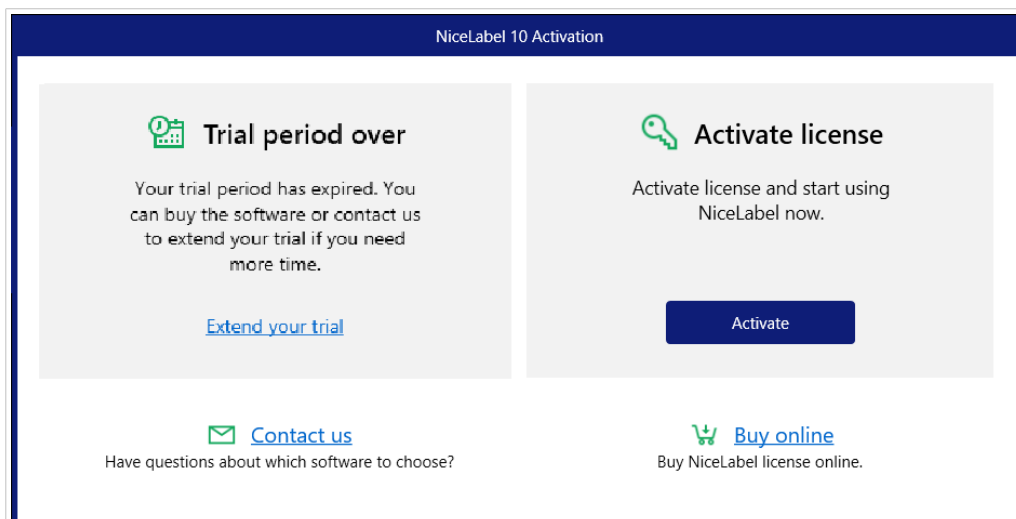 NiceLabel 10 Activation
Trial period over
Your trial period has expired. You
can buy the software or contact us
to extend your trial if you need
more time.
Extend your trial
Activate license
Activate license and start using
NiceLabel now.
Activate
Contact us
Have questions about which software to choose?
Buy online
Buy NiceLabel license online.